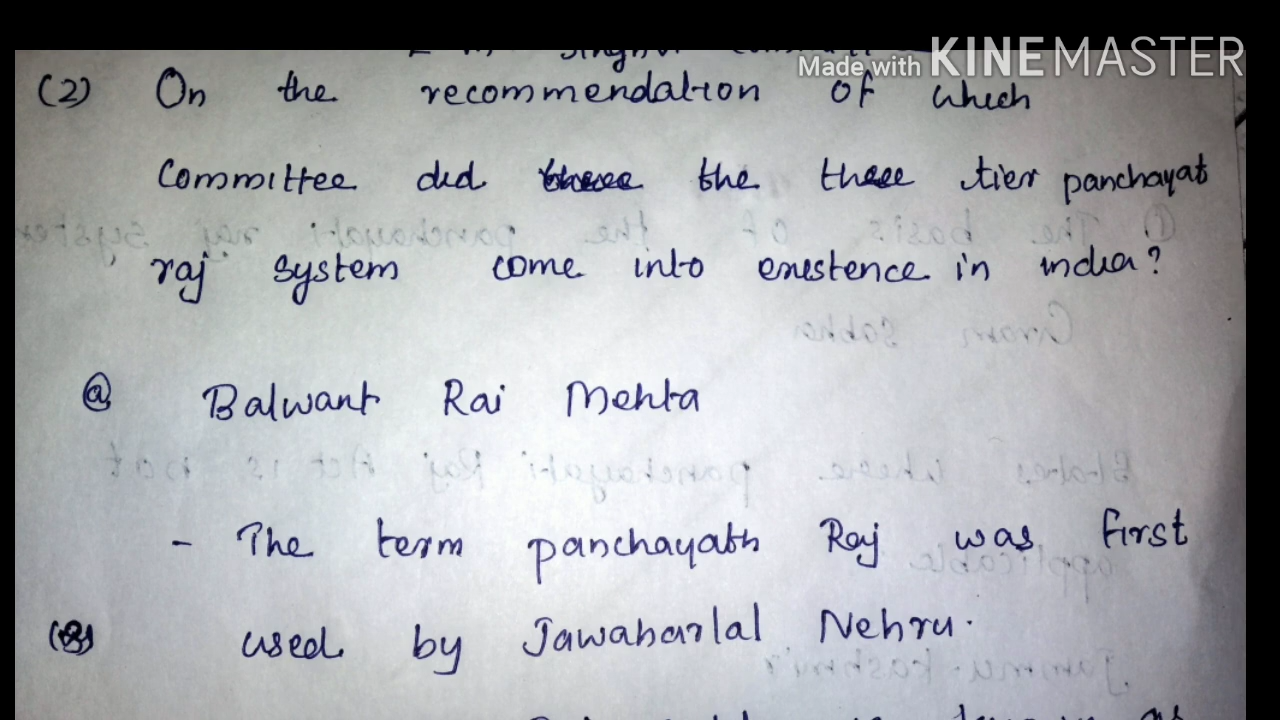 Made with KINEMASTER
(2) On the recommendation of which
committee did the the three tier panchayat
raj system come into existence in india?
@ Balwant Rai Mehta
- The term panchayath Raj was first
used by Jawaharlal Nehru.